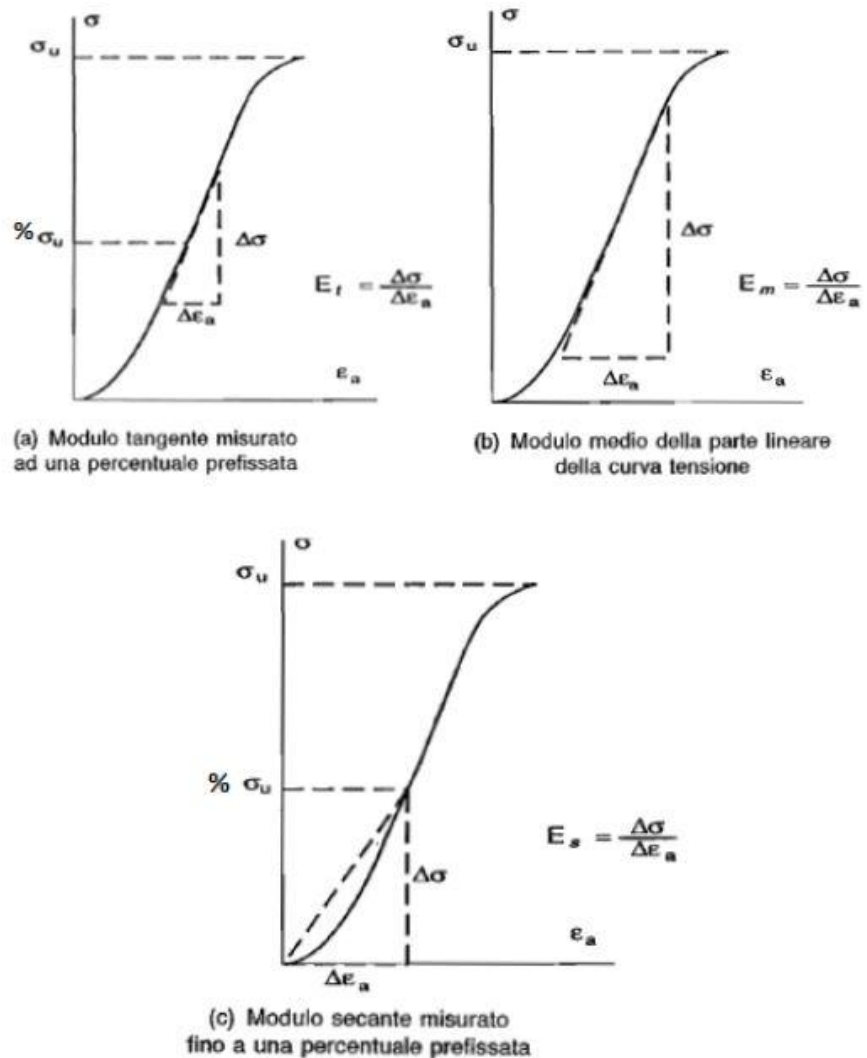 σ
σu
%σu
Δσ
Et = Δσ/Δεa
Δεa
εa
(a) Modulo tangente misurato
ad una percentuale prefissata
σ
σu
Δσ
Em = Δσ/Δεa
Δεa
εa
(b) Modulo medio della parte lineare
della curva tensione
σ
σu
% σu
Es = Δσ/Δεa
Δσ
εa
Δεa
(c) Modulo secante misurato
fino a una percentuale prefissata